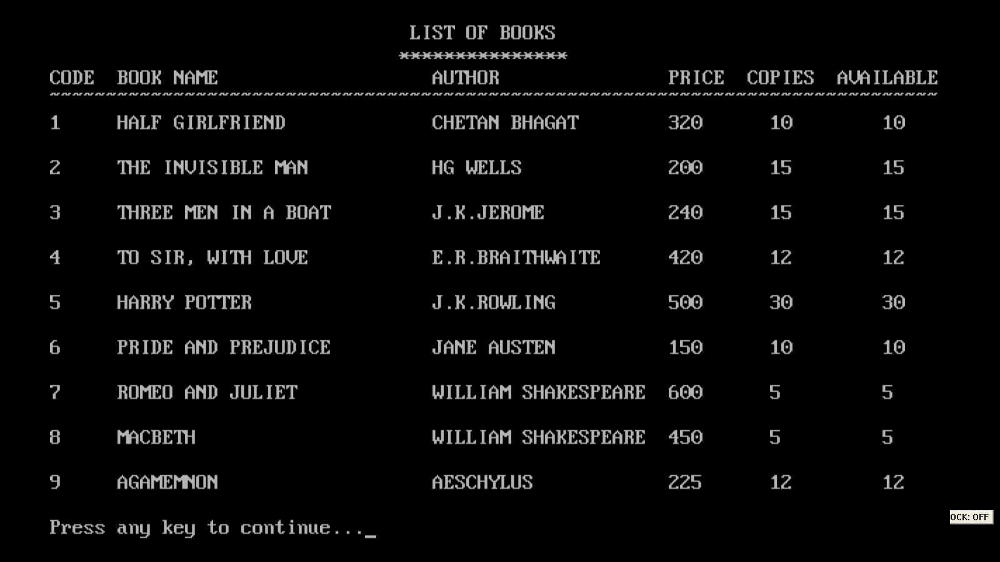 LIST OF BOOKS
***************
CODE BOOK NAME AUTHOR PRICE COPIES AVAILABLE
~~~~~~~~~~~~~~~~~~~~~~~~~~~~~~~~~~~~~~~~~~~~~~~~~~~~~~~~~~~~~~~~~~~~~~~~~~~~~~~
1 HALF GIRLFRIEND CHETAN BHAGAT 320 10 10
2 THE INVISIBLE MAN HG WELLS 200 15 15
3 THREE MEN IN A BOAT J.K.JEROME 240 15 15
4 TO SIR, WITH LOVE E.R.BRAITHWAITE 420 12 12
5 HARRY POTTER J.K.ROWLING 500 30 30
6 PRIDE AND PREJUDICE JANE AUSTEN 150 10 10
7 ROMEO AND JULIET WILLIAM SHAKESPEARE 600 5 5
8 MACBETH WILLIAM SHAKESPEARE 450 5 5
9 AGAMEMNON AESCHYLUS 225 12 12
OCK: OFF
Press any key to continue..._